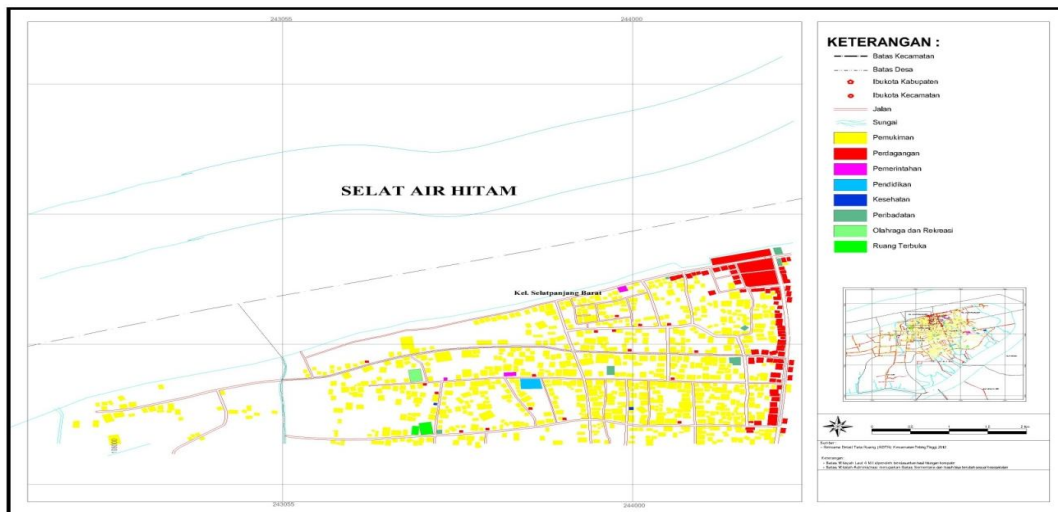 243055
244000
SELAT AIR HITAM
Kel. Selatpanjang Barat
243055
244000
KETERANGAN :
Batas Kecamatan
Batas Desa
Ibukota Kabupaten
Ibukota Kecamatan
Jalan
Sungai
Pemukiman
Perdagangan
Pemerintahan
Pendidikan
Kesehatan
Peribadatan
Olahraga dan Rekreasi
Ruang Terbuka
Sumber: